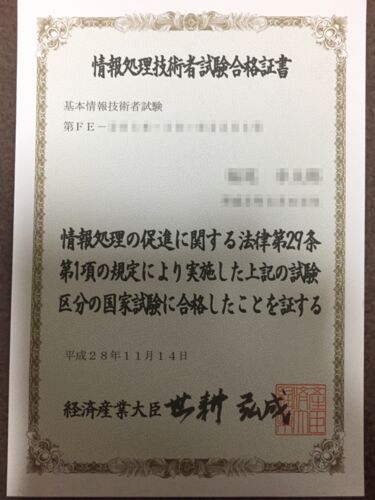 情報処理技術者試験合格証書
基本情報技術者試験
第FE－
情報処理の促進に関する法律第29条
第1項の規定により実施した上記の試験
区分の国家試験に合格したことを証する
平成28年11月14日
経済産業大臣 世耕弘成